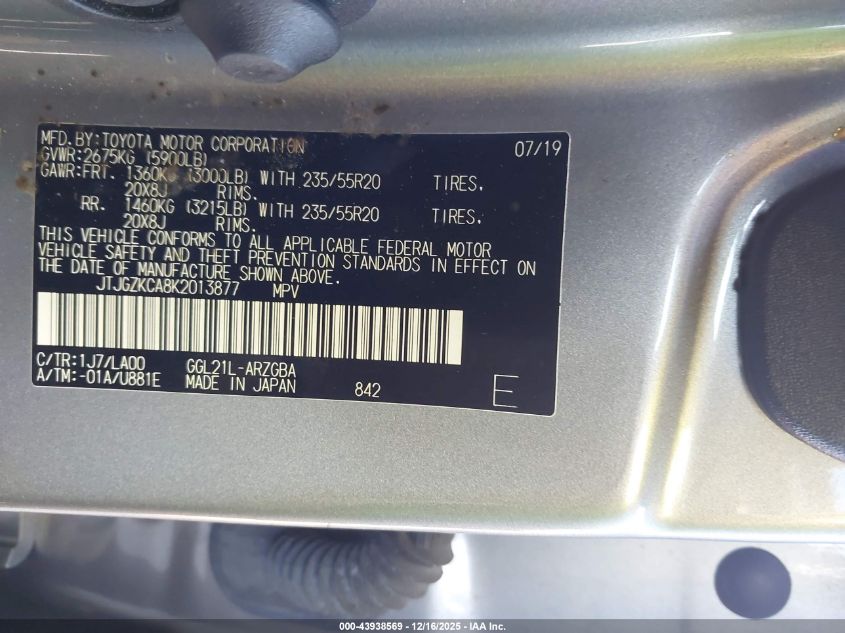 MFD.BY:TOYOTA MOTOR CORPORATION 07/19
GVWR:2675KG (5900LB)
GAWR:FRT. 1360KG (3000LB) WITH 235/55R20 TIRES,
20X8J RIMS.
RR. 1460KG (3215LB) WITH 235/55R20 TIRES,
20X8J RIMS.
THIS VEHICLE CONFORMS TO ALL APPLICABLE FEDERAL MOTOR
VEHICLE SAFETY AND THEFT PREVENTION STANDARDS IN EFFECT ON
THE DATE OF MANUFACTURE SHOWN ABOVE.
JTJGZKCA8K2013877 MPV
C/TR:1J7/LA00 GGL21L-ARZGBA
A/TM:-01A/U881E MADE IN JAPAN 842 E
000-43938569 - 12/16/2025 - IAA Inc.